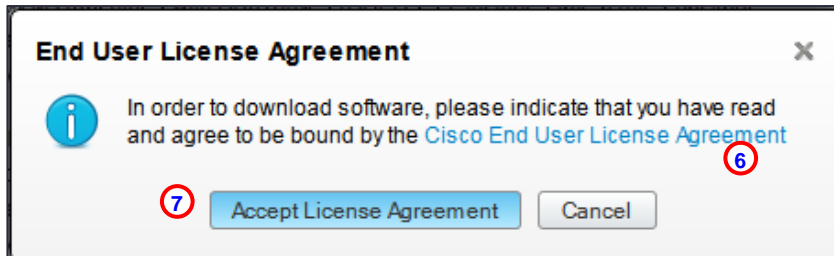 End User License Agreement
In order to download software, please indicate that you have read
and agree to be bound by the Cisco End User License Agreement
6
7
Accept License Agreement Cancel